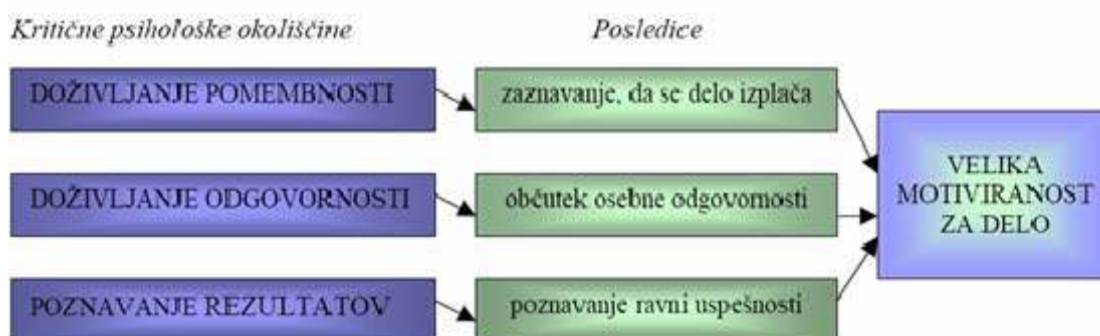 Kritične psihološke okoliščine
Posledice
DOŽIVLJANJE POMEMBNOSTI
zaznavanje, da se delo izplača
DOŽIVLJANJE ODGOVORNOSTI
občutek osebne odgovornosti
POZNAVANJE REZULTATOV
poznavanje ravni uspešnosti
VELIKA
MOTIVIRANOST
ZA DELO